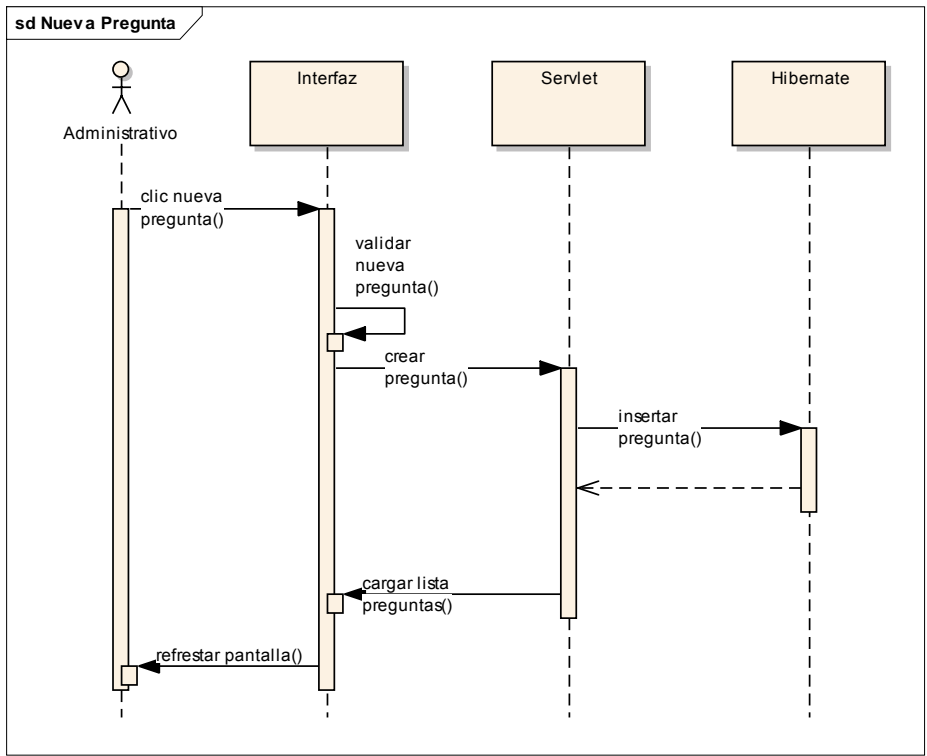 sd Nueva Pregunta
Administrativo
Interfaz
Servlet
Hibernate
clic nueva
pregunta()
validar
nueva
pregunta()
crear
pregunta()
insertar
pregunta()
cargar lista
preguntas()
refrestar pantalla()